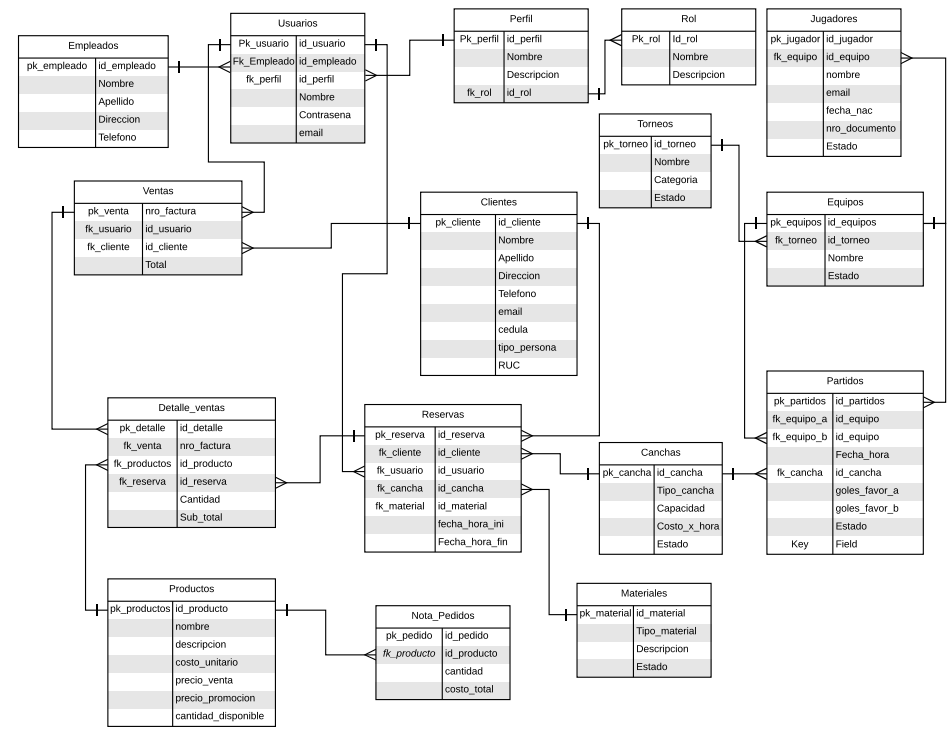 Empleados
pk_empleado id_empleado
Nombre
Apellido
Direccion
Telefono
Usuarios
Pk_usuario id_usuario
Fk_Empleado id_empleado
fk_perfil id_perfil
Nombre
Contrasena
email
Perfil
Pk_perfil id_perfil
Nombre
Descripcion
fk_rol id_rol
Rol
Pk_rol Id_rol
Nombre
Descripcion
Jugadores
pk_jugador id_jugador
fk_equipo id_equipo
nombre
email
fecha_nac
nro_documento
Estado
Torneos
pk_torneo id_torneo
Nombre
Categoria
Estado
Ventas
pk_venta nro_factura
fk_usuario id_usuario
fk_cliente id_cliente
Total
Clientes
pk_cliente id_cliente
Nombre
Apellido
Direccion
Telefono
email
cedula
tipo_persona
RUC
Equipos
pk_equipos id_equipos
fk_torneo id_torneo
Nombre
Estado
Detalle_ventas
pk_detalle id_detalle
fk_venta nro_factura
fk_productos id_producto
fk_reserva id_reserva
Cantidad
Sub_total
Reservas
pk_reserva id_reserva
fk_cliente id_cliente
fk_usuario id_usuario
fk_cancha id_cancha
fk_material id_material
fecha_hora_ini
Fecha_hora_fin
Canchas
pk_cancha id_cancha
Tipo_cancha
Capacidad
Costo_x_hora
Estado
Partidos
pk_partidos id_partidos
fk_equipo_a id_equipo
fk_equipo_b id_equipo
Fecha_hora
fk_cancha id_cancha
goles_favor_a
goles_favor_b
Estado
Key Field
Productos
pk_productos id_producto
nombre
descripcion
costo_unitario
precio_venta
precio_promocion
cantidad_disponible
Nota_Pedidos
pk_pedido id_pedido
fk_producto id_producto
cantidad
costo_total
Materiales
pk_material id_material
Tipo_material
Descripcion
Estado